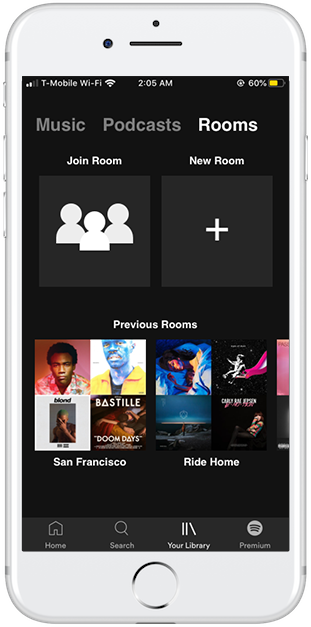 T-Mobile Wi-Fi 2:05 AM 60%
Music Podcasts Rooms
Join Room New Room
+
Previous Rooms
blond
BASTILLE
"DOOM DAYS"
CARLY RAE JEPSEN
San Francisco Ride Home
Home Search Your Library Premium